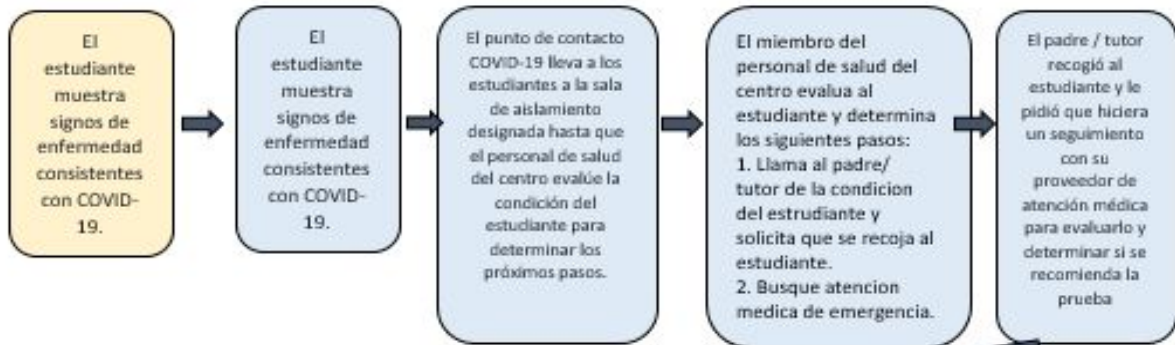 El
estudiante
muestra
signos de
enfermedad
consistentes
con COVID-
19.
El
estudiante
muestra
signos de
enfermedad
consistentes
con COVID-
19.
El punto de contacto
COVID-19 lleva a los
estudiantes a la sala
de aislamiento
designada hasta que
el personal de salud
del centro evalúe la
condición del
estudiante para
determinar los
próximos pasos.
El miembro del
personal de salud del
centro evalua al
estudiante y determina
los siguientes pasos:
1. Llama al padre/
tutor de la condicion
del estrudiante y
solicita que se recoja al
estudiante.
2. Busque atencion
medica de emergencia.
El padre / tutor
recogió al
estudiante y le
pidió que hiciera
un seguimiento
con su
proveedor de
atención médica
para evaluarlo y
determinar si se
recomienda la
prueba